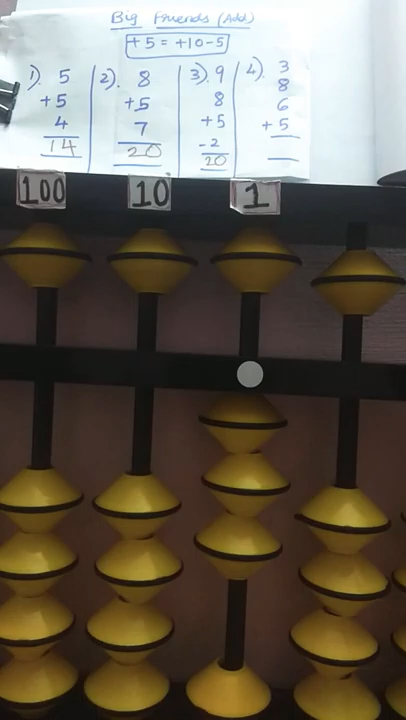 Big Friends (Add)
+5 = +10-5
1). 5 2). 8 3). 9 4). 3
+5 +5 8 8
4 7 +5 6
14 20 -2 +5
20
100 10 1